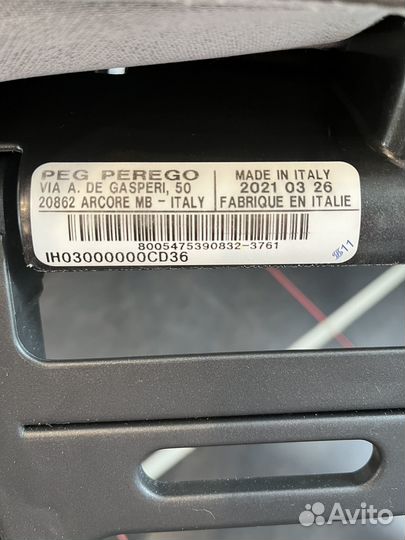 PEG PEREGO
VIA A. DE GASPERI, 50
20862 ARCORE MB - ITALY
MADE IN ITALY
2021 03 26
FABRIQUE EN ITALIE
8005475390832-3761
IH03000000CD36
11
Avito